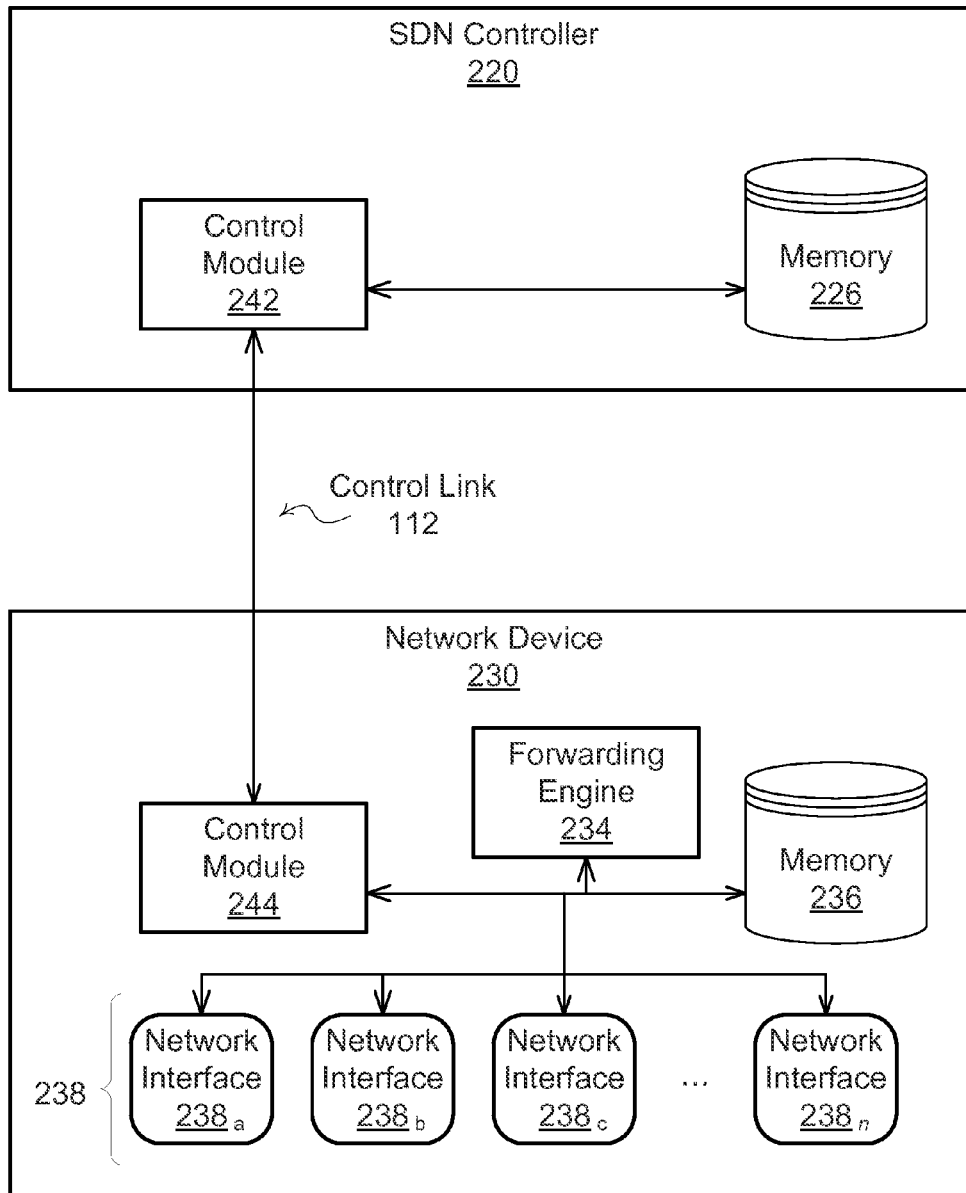 SDN Controller
220
Control
Module
242
Memory
226
Control Link
112
Network Device
230
Forwarding
Engine
234
Control
Module
244
Memory
236
238
Network
Interface
238 a
Network
Interface
238 b
Network
Interface
238 c
...
Network
Interface
238 n